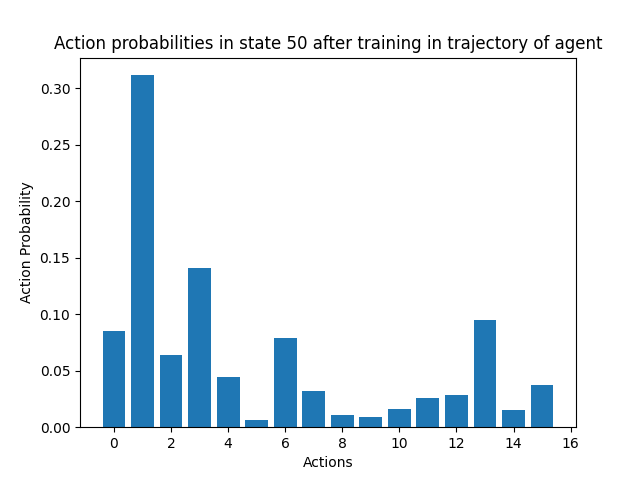 Action probabilities in state 50 after training in trajectory of agent
0.30
0.25
0.20
0.15
0.10
0.05
0.00
Action Probability
0 2 4 6 8 10 12 14 16
Actions